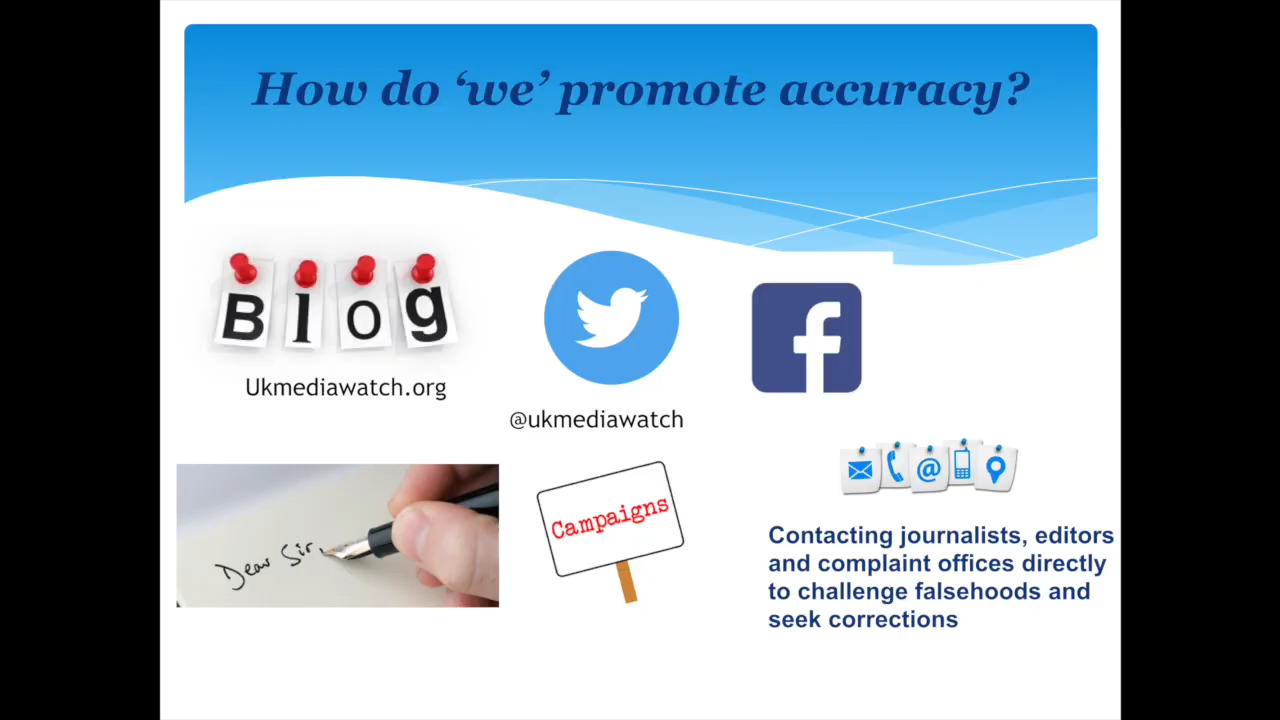 How do ‘we’ promote accuracy?
Blog
Ukmediawatch.org
@ukmediawatch
f
Dear Sir,
Campaigns
@
Contacting journalists, editors
and complaint offices directly
to challenge falsehoods and
seek corrections